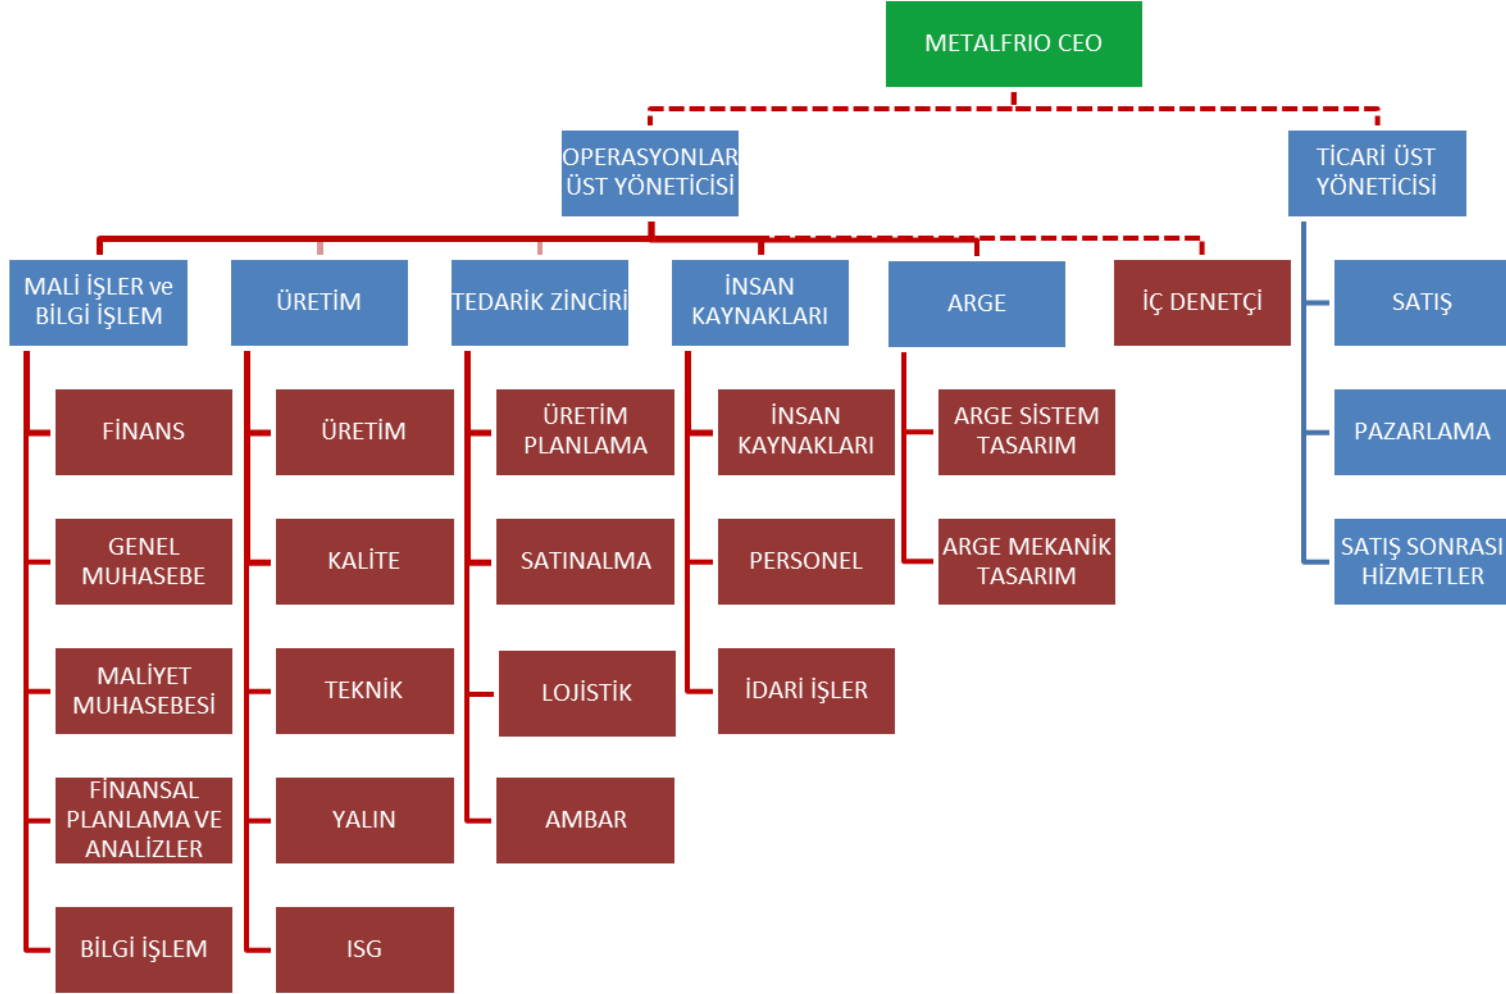 METALFRIO CEO
OPERASYONLAR
ÜST YÖNETİCİSİ
TİCARİ ÜST
YÖNETİCİSİ
MALİ İŞLER ve
BİLGİ İŞLEM
ÜRETİM
TEDARİK ZİNCİRİ
İNSAN
KAYNAKLARI
ARGE
İÇ DENETÇİ
SATIŞ
FİNANS
ÜRETİM
ÜRETİM
PLANLAMA
İNSAN
KAYNAKLARI
ARGE SİSTEM
TASARIM
PAZARLAMA
GENEL
MUHASEBE
KALİTE
SATINALMA
PERSONEL
ARGE MEKANİK
TASARIM
SATIŞ SONRASI
HİZMETLER
MALİYET
MUHASEBESİ
TEKNİK
LOJİSTİK
İDARİ İŞLER
FİNANSAL
PLANLAMA VE
ANALİZLER
YALIN
AMBAR
BİLGİ İŞLEM
ISG